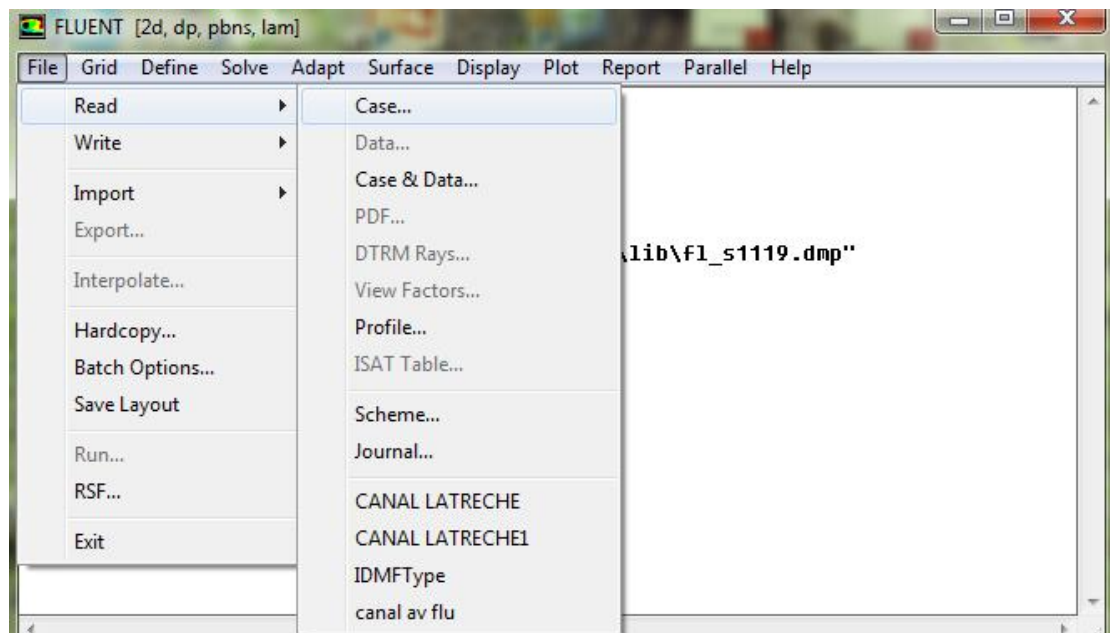 FLUENT [2d, dp, pbns, lam]
File Grid Define Solve Adapt Surface Display Plot Report Parallel Help
Read
Write
Import
Export...
Interpolate...
Hardcopy...
Batch Options...
Save Layout
Run...
RSF...
Exit
Case...
Data...
Case & Data...
PDF...
DTRM Rays...
View Factors...
Profile...
ISAT Table...
Scheme...
Journal...
CANAL LATRECHE
CANAL LATRECHE1
IDMFType
canal av flu
\lib\fl_s1119.dmp"